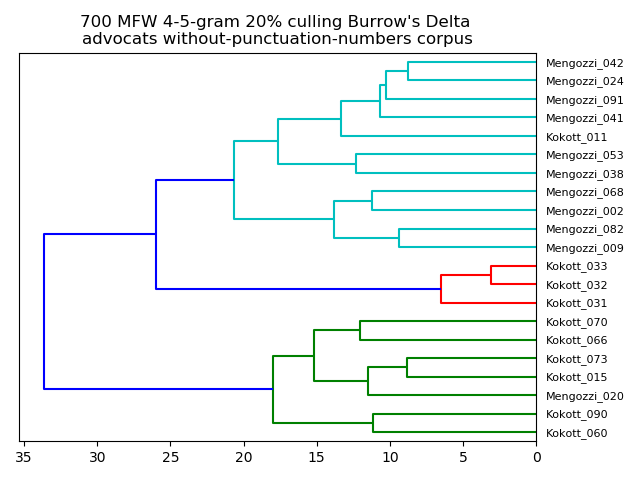 700 MFW 4-5-gram 20% culling Burrow's Delta
advocats without-punctuation-numbers corpus
Mengozzi_042
Mengozzi_024
Mengozzi_091
Mengozzi_041
Kokott_011
Mengozzi_053
Mengozzi_038
Mengozzi_068
Mengozzi_002
Mengozzi_082
Mengozzi_009
Kokott_033
Kokott_032
Kokott_031
Kokott_070
Kokott_066
Kokott_073
Kokott_015
Mengozzi_020
Kokott_090
Kokott_060
35 30 25 20 15 10 5 0